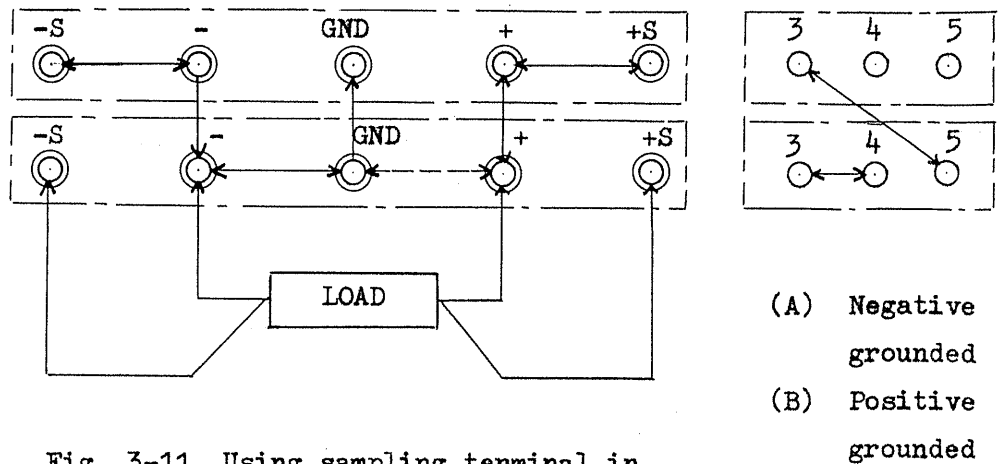 -S - GND + +S 3 4 5
-S - GND + +S 3 4 5
LOAD
(A) Negative
grounded
(B) Positive
grounded
Fig. 3-11 Using sampling terminal in